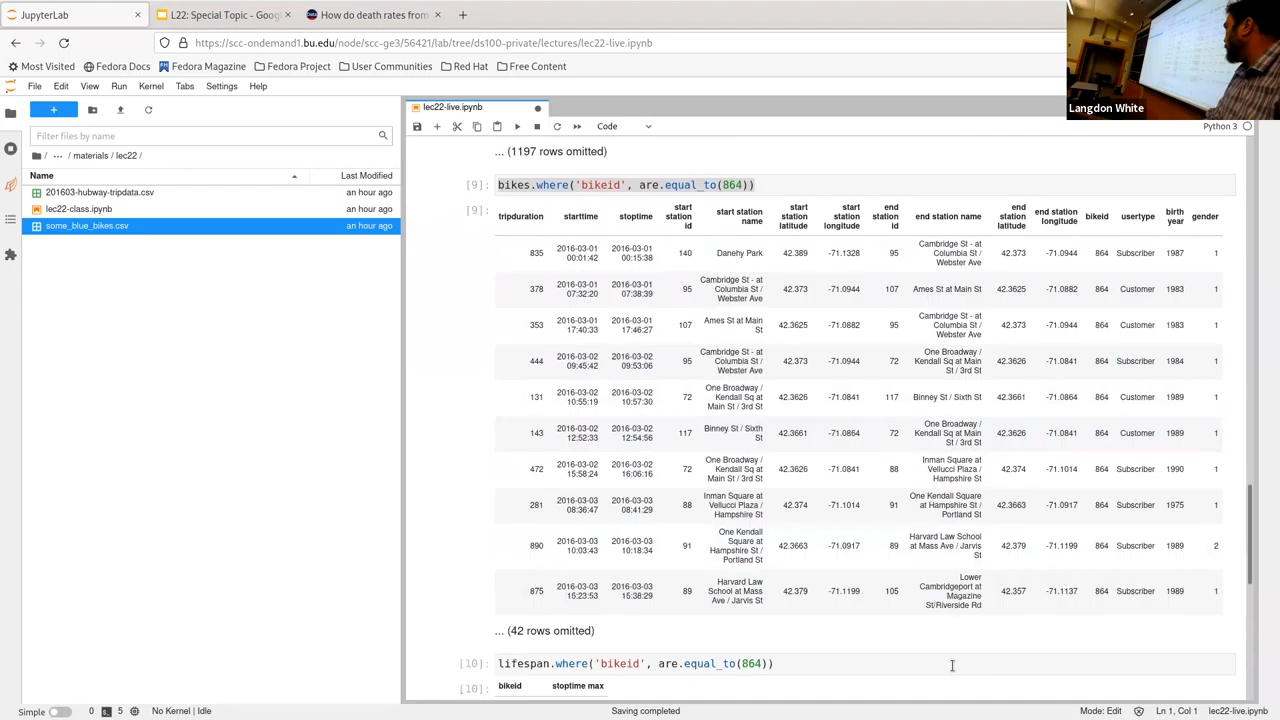 JupyterLab
L22: Special Topic - Goog
How do death rates from
https://scc-ondemand1.bu.edu/node/scc-ge3/56421/lab/tree/ds100-private/lectures/lec22-live.ipynb
Most Visited
Fedora Docs
Fedora Magazine
Fedora Project
User Communities
Red Hat
Free Content
Langdon White
File Edit View Run Kernel Tabs Settings Help
lec22-live.ipynb
Code
Python 3
Filter files by name
/ ... / materials / lec22 /
Name Last Modified
201603-hubway-tripdata.csv an hour ago
lec22-class.ipynb an hour ago
some_blue_bikes.csv an hour ago
... (1197 rows omitted)
[9]: bikes.where('bikeid', are.equal_to(864))
[9]: tripduration starttime stoptime start station id start station name start station latitude start station longitude end station id end station name end station latitude end station longitude bikeid usertype birth year gender
835 2016-03-01 00:01:42 2016-03-01 00:15:38 140 Danehy Park 42.389 -71.1328 95 Cambridge St - at Columbia St / Webster Ave 42.373 -71.0944 864 Subscriber 1987 1
378 2016-03-01 07:32:20 2016-03-01 07:38:39 95 Cambridge St - at Columbia St / Webster Ave 42.373 -71.0944 107 Ames St at Main St 42.3625 -71.0882 864 Customer 1983 1
353 2016-03-01 17:40:33 2016-03-01 17:46:27 107 Ames St at Main St 42.3625 -71.0882 95 Cambridge St - at Columbia St / Webster Ave 42.373 -71.0944 864 Customer 1983 1
444 2016-03-02 09:45:42 2016-03-02 09:53:06 95 Cambridge St - at Columbia St / Webster Ave 42.373 -71.0944 72 One Broadway / Kendall Sq at Main St / 3rd St 42.3626 -71.0841 864 Subscriber 1984 1
131 2016-03-02 10:55:19 2016-03-02 10:57:30 72 One Broadway / Kendall Sq at Main St / 3rd St 42.3626 -71.0841 117 Binney St / Sixth St 42.3661 -71.0864 864 Customer 1989 1
143 2016-03-02 12:52:33 2016-03-02 12:54:56 117 Binney St / Sixth St 42.3661 -71.0864 72 One Broadway / Kendall Sq at Main St / 3rd St 42.3626 -71.0841 864 Customer 1989 1
472 2016-03-02 15:58:24 2016-03-02 16:06:16 72 One Broadway / Kendall Sq at Main St / 3rd St 42.3626 -71.0841 88 Inman Square at Vellucci Plaza / Hampshire St 42.374 -71.1014 864 Subscriber 1990 1
281 2016-03-03 08:36:47 2016-03-03 08:41:29 88 Inman Square at Vellucci Plaza / Hampshire St 42.374 -71.1014 91 One Kendall Square at Hampshire St / Portland St 42.3663 -71.0917 864 Subscriber 1975 1
890 2016-03-03 10:03:43 2016-03-03 10:18:34 91 One Kendall Square at Hampshire St / Portland St 42.3663 -71.0917 89 Harvard Law School at Mass Ave / Jarvis St 42.379 -71.1199 864 Subscriber 1989 2
875 2016-03-03 15:23:53 2016-03-03 15:38:29 89 Harvard Law School at Mass Ave / Jarvis St 42.379 -71.1199 105 Lower Cambridgeport at Magazine St/Riverside Rd 42.357 -71.1137 864 Subscriber 1989 1
... (42 rows omitted)
[10]: lifespan.where('bikeid', are.equal_to(864))
[10]: bikeid stoptime max
Simple 0 5 No Kernel | Idle Saving completed Mode: Edit Ln 1, Col 1 lec22-live.ipynb